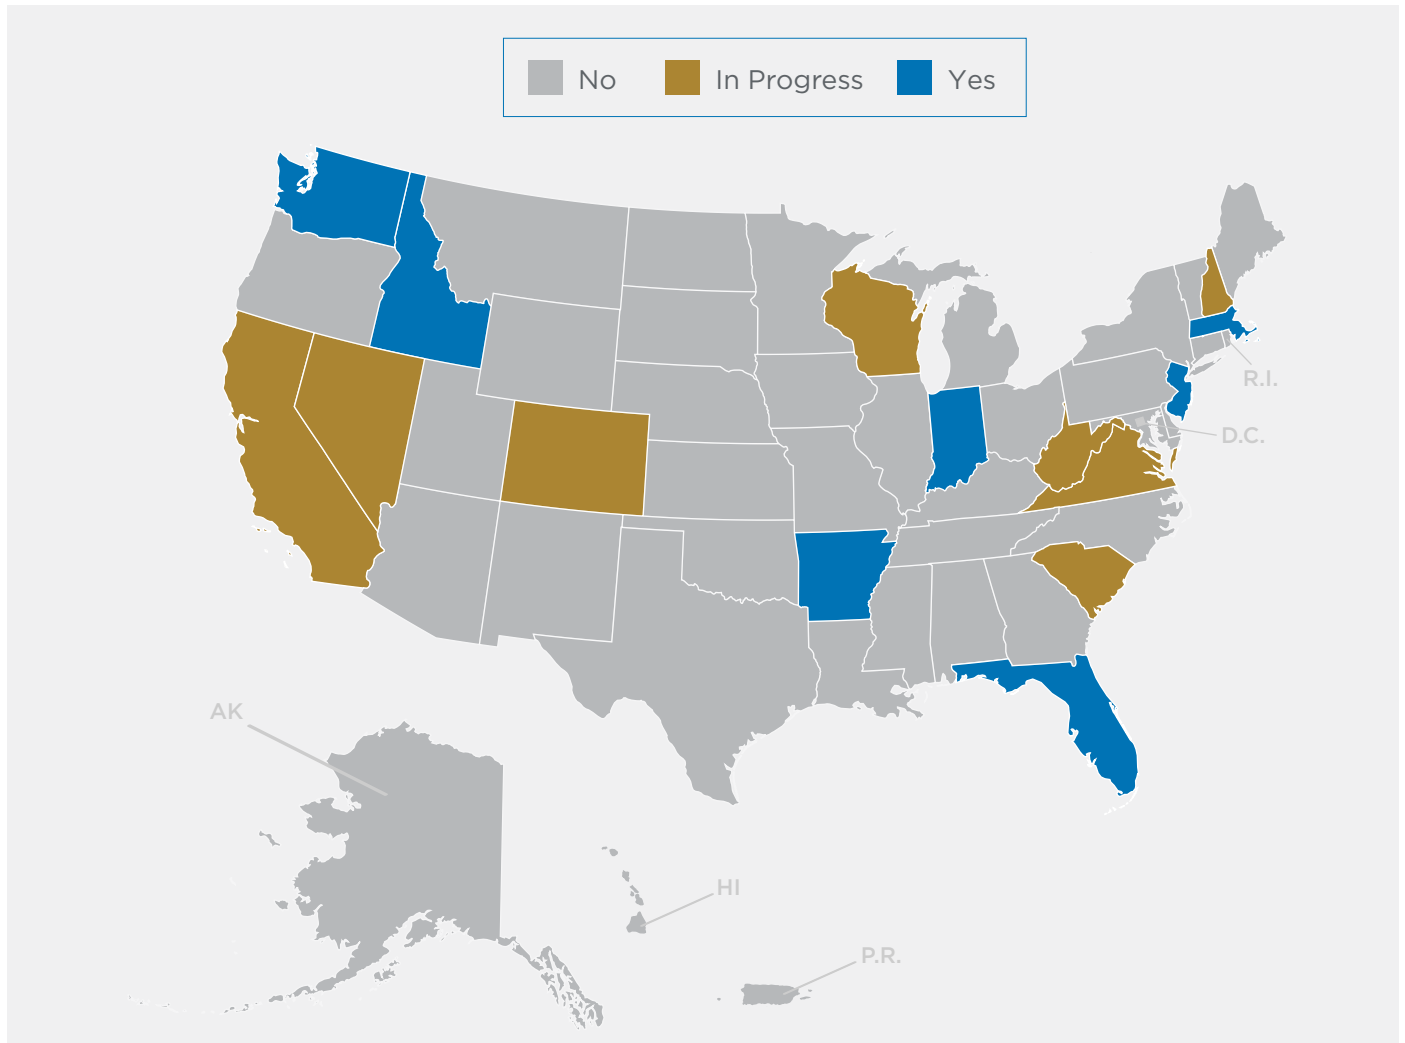 No In Progress Yes
R.I.
D.C.
AK
HI
P.R.